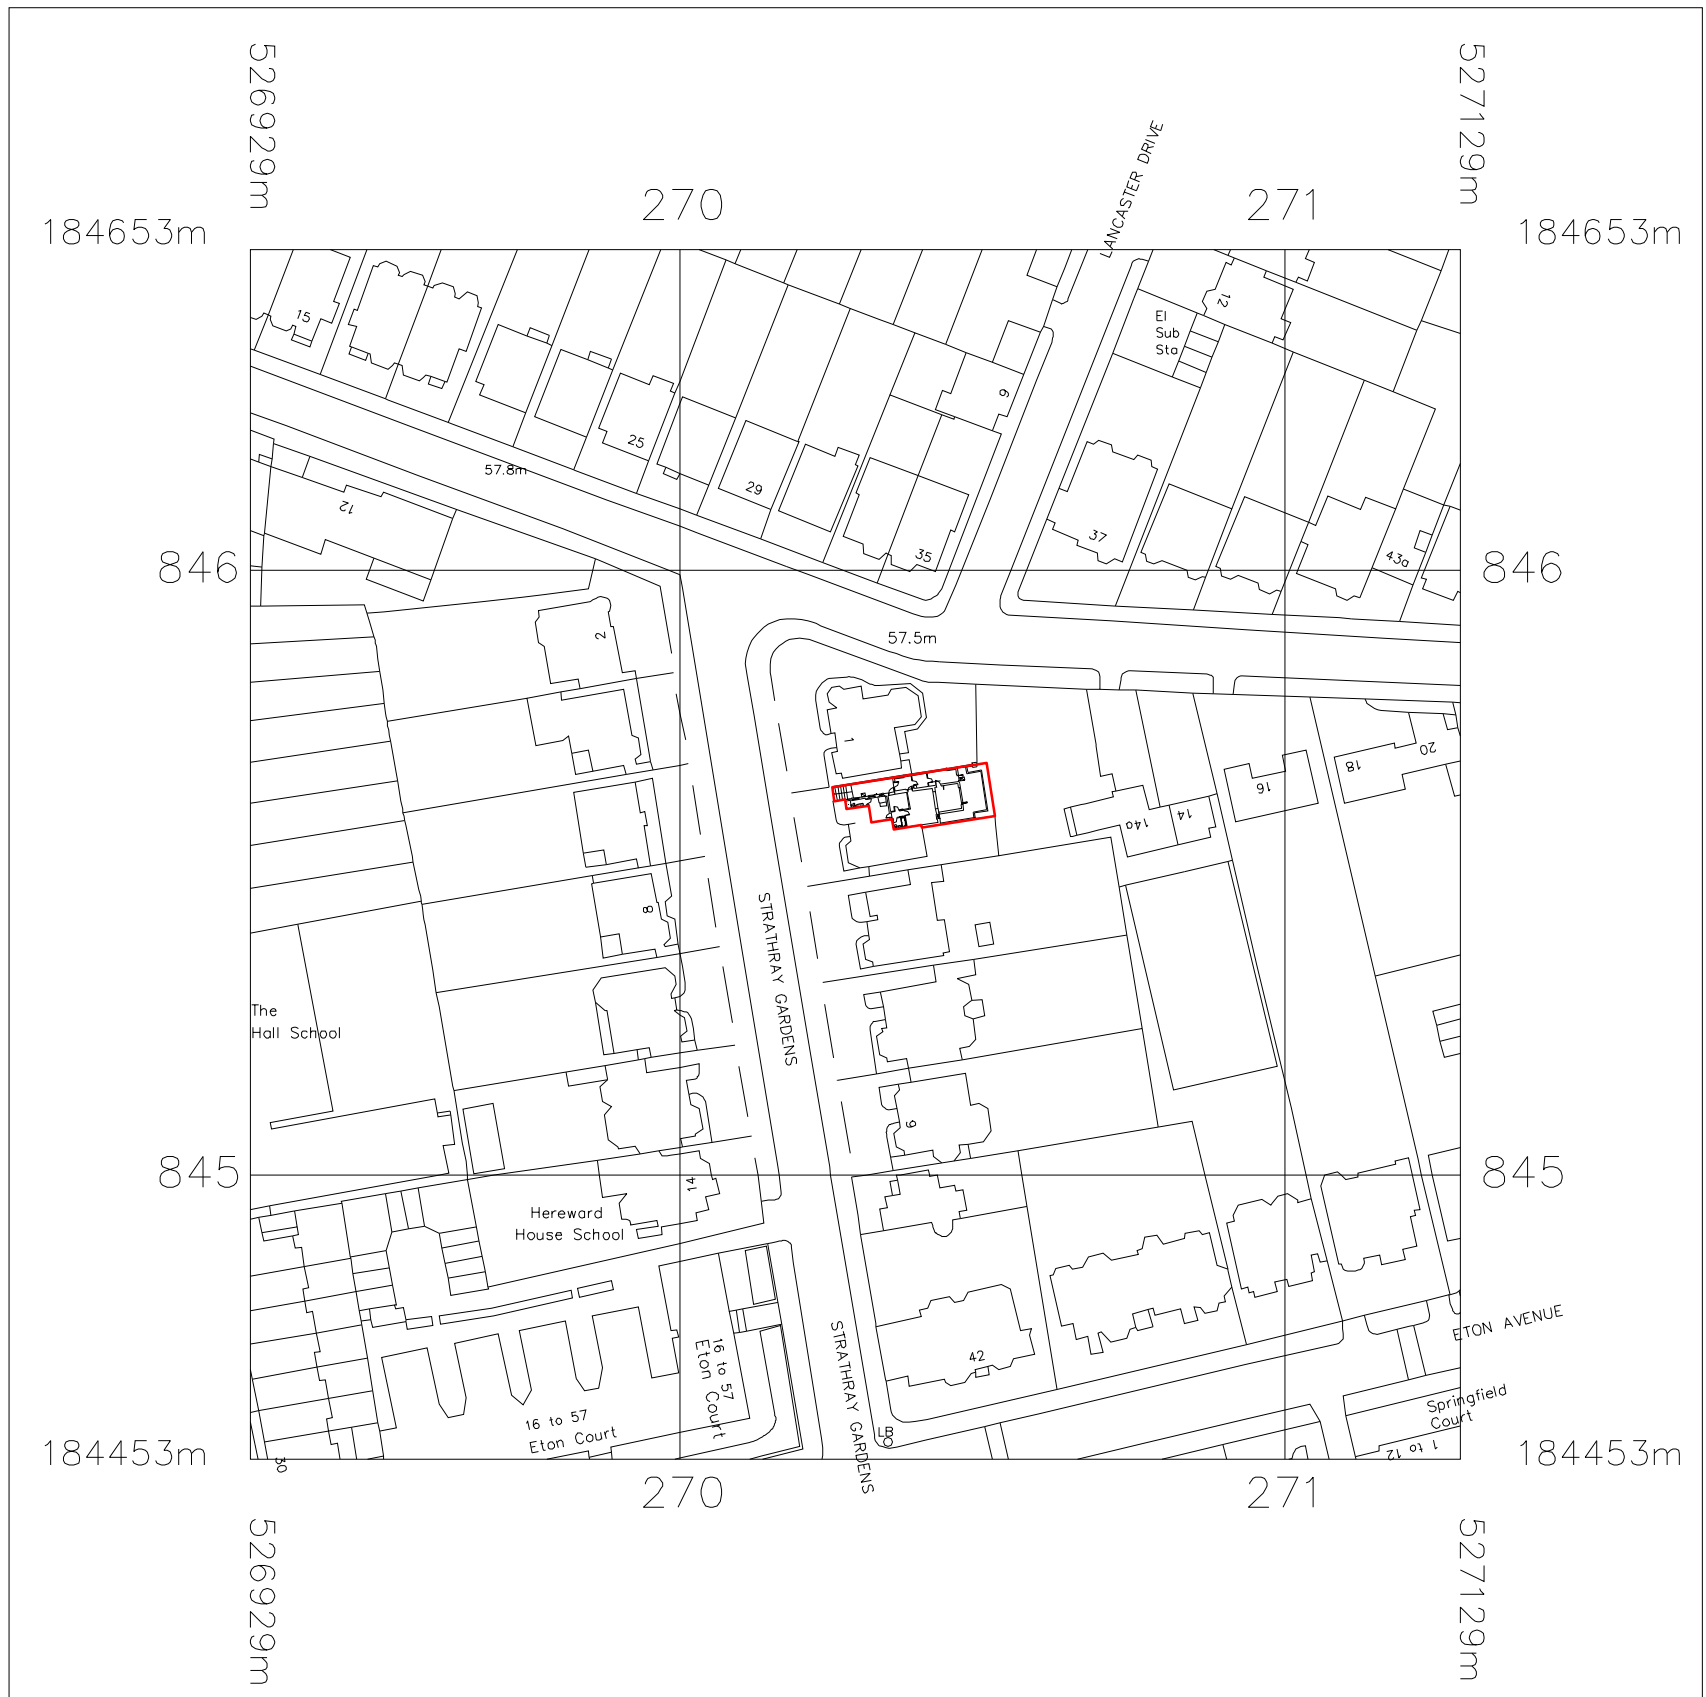 526929m
527129m
LANCASTER DRIVE
270
271
184653m
184653m
15
12
El
Sub
Sta
6
25
57.8m
29
12
35
37
43a
846
846
2
57.5m
1
20
18
16
14
14a
8
STRATHRAY GARDENS
The
Hall School
9
845
845
14
Hereward
House School
ETON AVENUE
16 to 57
Eton Court
STRATHRAY GARDENS
42
Springfield
Court
16 to 57
Eton Court
LB
1 to 12
30
184453m
184453m
270
271
526929m
527129m